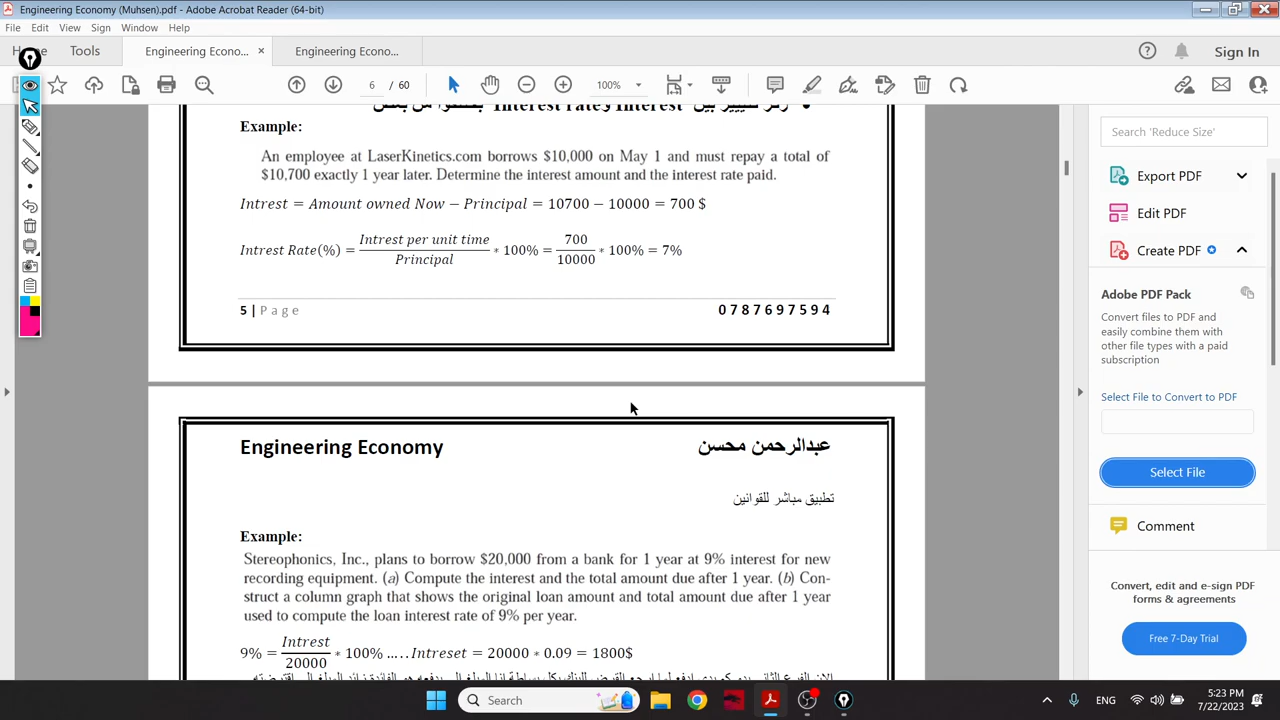 Engineering Economy (Muhsen).pdf - Adobe Acrobat Reader (64-bit)
File Edit View Sign Window Help
Tools
Engineering Econo... ×
Engineering Econo...
Sign In
6 / 60
100%
Interest rate و Interest
Example:
An employee at LaserKinetics.com borrows $10,000 on May 1 and must repay a total of
$10,700 exactly 1 year later. Determine the interest amount and the interest rate paid.
Intrest = Amount owned Now − Principal = 10700 − 10000 = 700 $
Intrest Rate(%) = Intrest per unit time / Principal * 100% = 700 / 10000 * 100% = 7%
5 | Page 0787697594
Engineering Economy عبدالرحمن محسن
تطبيق مباشر للقوانين
Example:
Stereophonics, Inc., plans to borrow $20,000 from a bank for 1 year at 9% interest for new
recording equipment. (a) Compute the interest and the total amount due after 1 year. (b) Con-
struct a column graph that shows the original loan amount and total amount due after 1 year
used to compute the loan interest rate of 9% per year.
9% = Intrest / 20000 * 100% ….. Intreset = 20000 * 0.09 = 1800$
Search 'Reduce Size'
Export PDF
Edit PDF
Create PDF
Adobe PDF Pack
Convert files to PDF and
easily combine them with
other file types with a paid
subscription
Select File to Convert to PDF
Select File
Comment
Convert, edit and e-sign PDF
forms & agreements
Free 7-Day Trial
Search
ENG
5:23 PM
7/22/2023